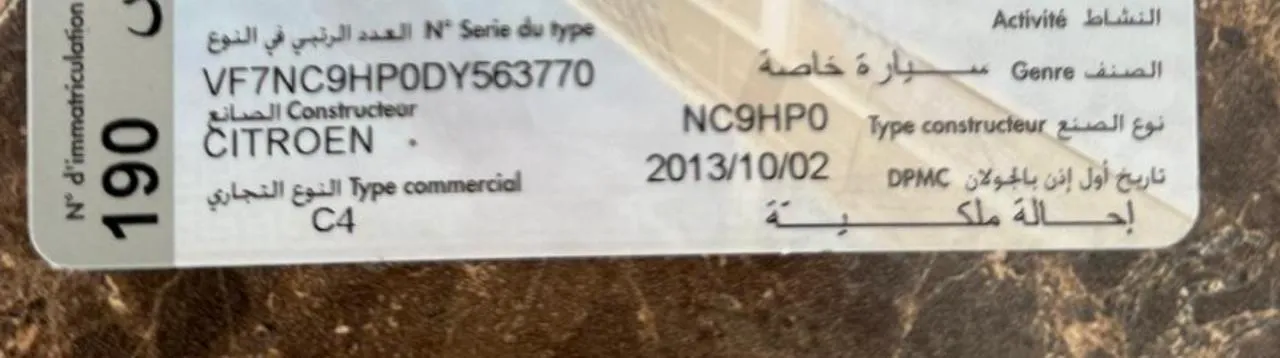 النشاط Activité
العدد الرتبي في النوع N° Serie du type
VF7NC9HP0DY563770
الصنف Genre سيارة خاصة
الصانع Constructeur
CITROEN
نوع الصنع Type constructeur NC9HP0
تاريخ أول إذن بالجولان DPMC 2013/10/02
النوع التجاري Type commercial
C4
إحالة ملكية
N° d'immatriculation
190